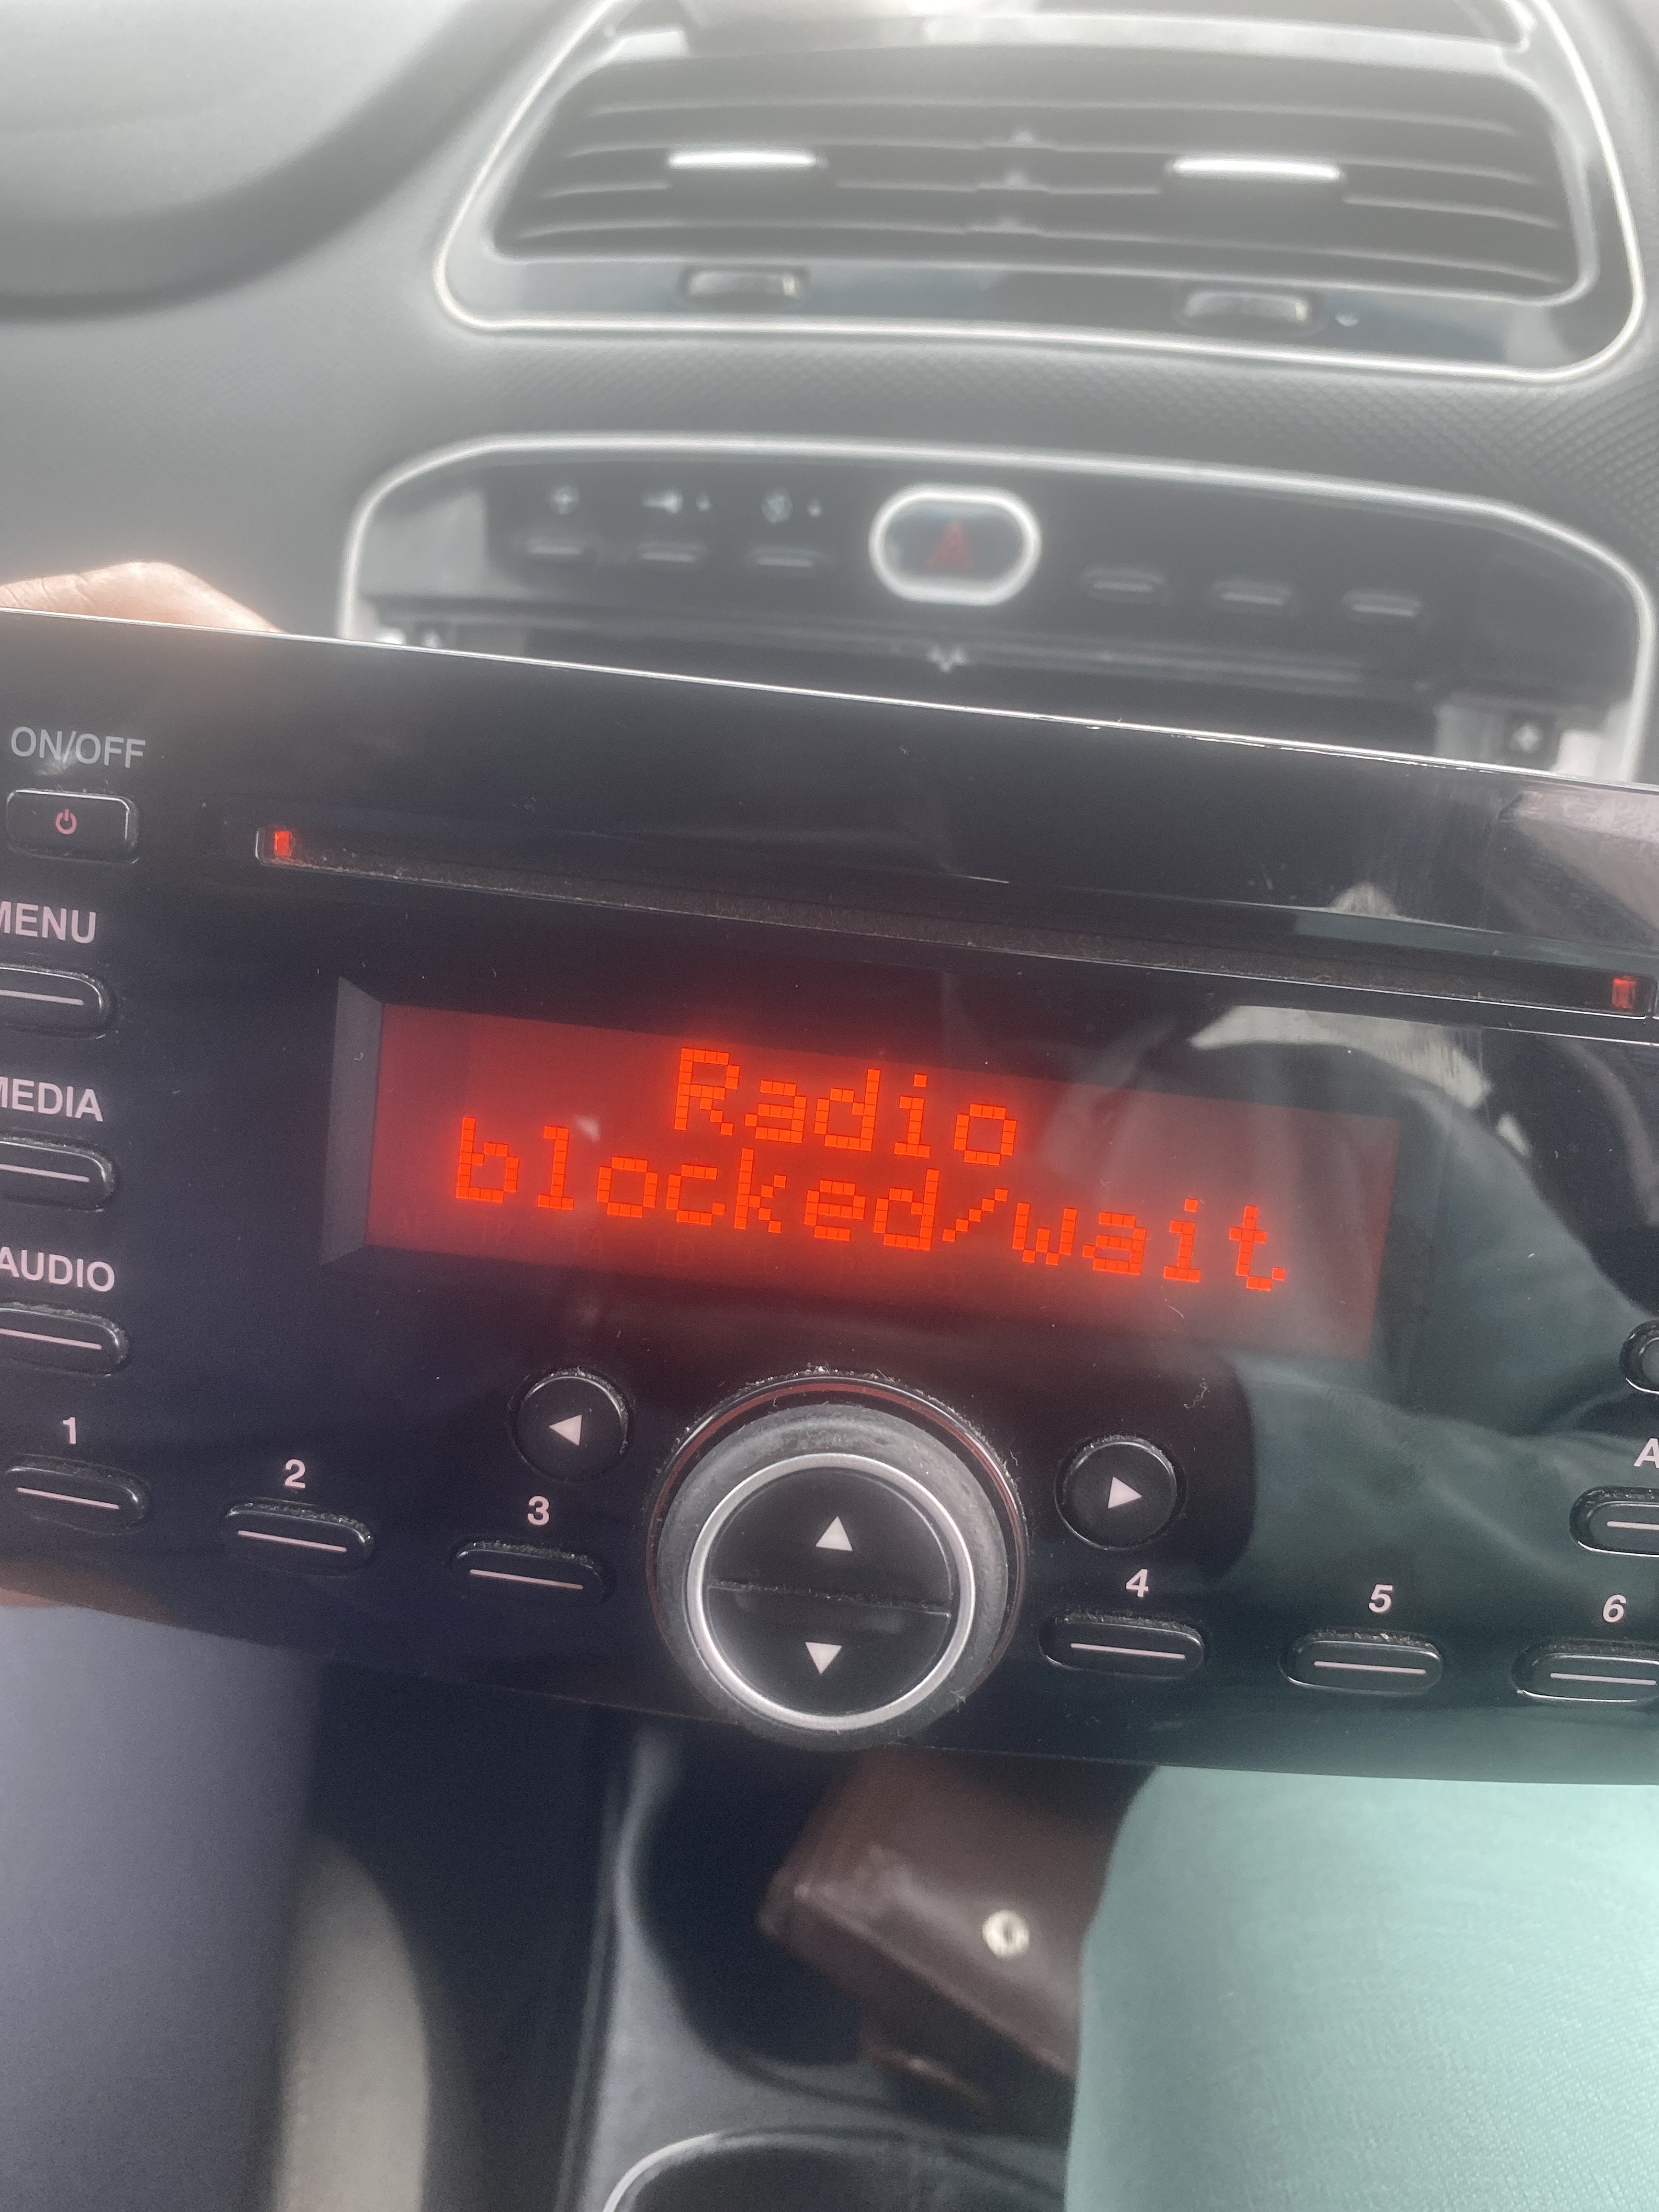 ON/OFF
MENU
MEDIA
AUDIO
Radio
blocked/wait
1
2
3
4
5
6
A